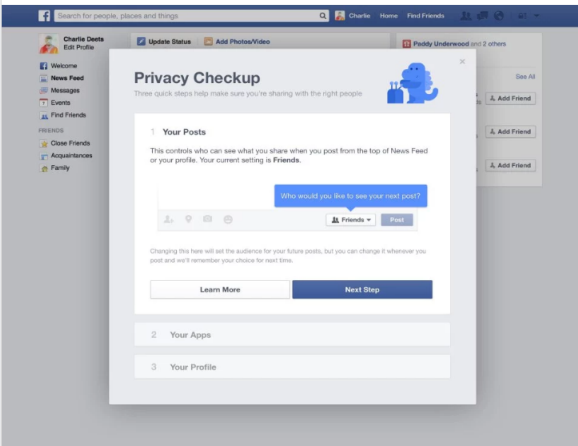 f Search for people, places and things Charlie Home Find Friends
Charlie Deets
Edit Profile
Welcome
News Feed
Messages
Events
Find Friends
FRIENDS
Close Friends
Acquaintances
Family
Update Status Add Photos/Video
Paddy Underwood and 2 others
See All
Add Friend
Add Friend
Add Friend
Privacy Checkup
Three quick steps help make sure you're sharing with the right people
1 Your Posts
This controls who can see what you share when you post from the top of News Feed
or your profile. Your current setting is Friends.
Who would you like to see your next post?
Friends Post
Changing this here will set the audience for your future posts, but you can change it whenever you
post and we'll remember your choice for next time.
Learn More Next Step
2 Your Apps
3 Your Profile